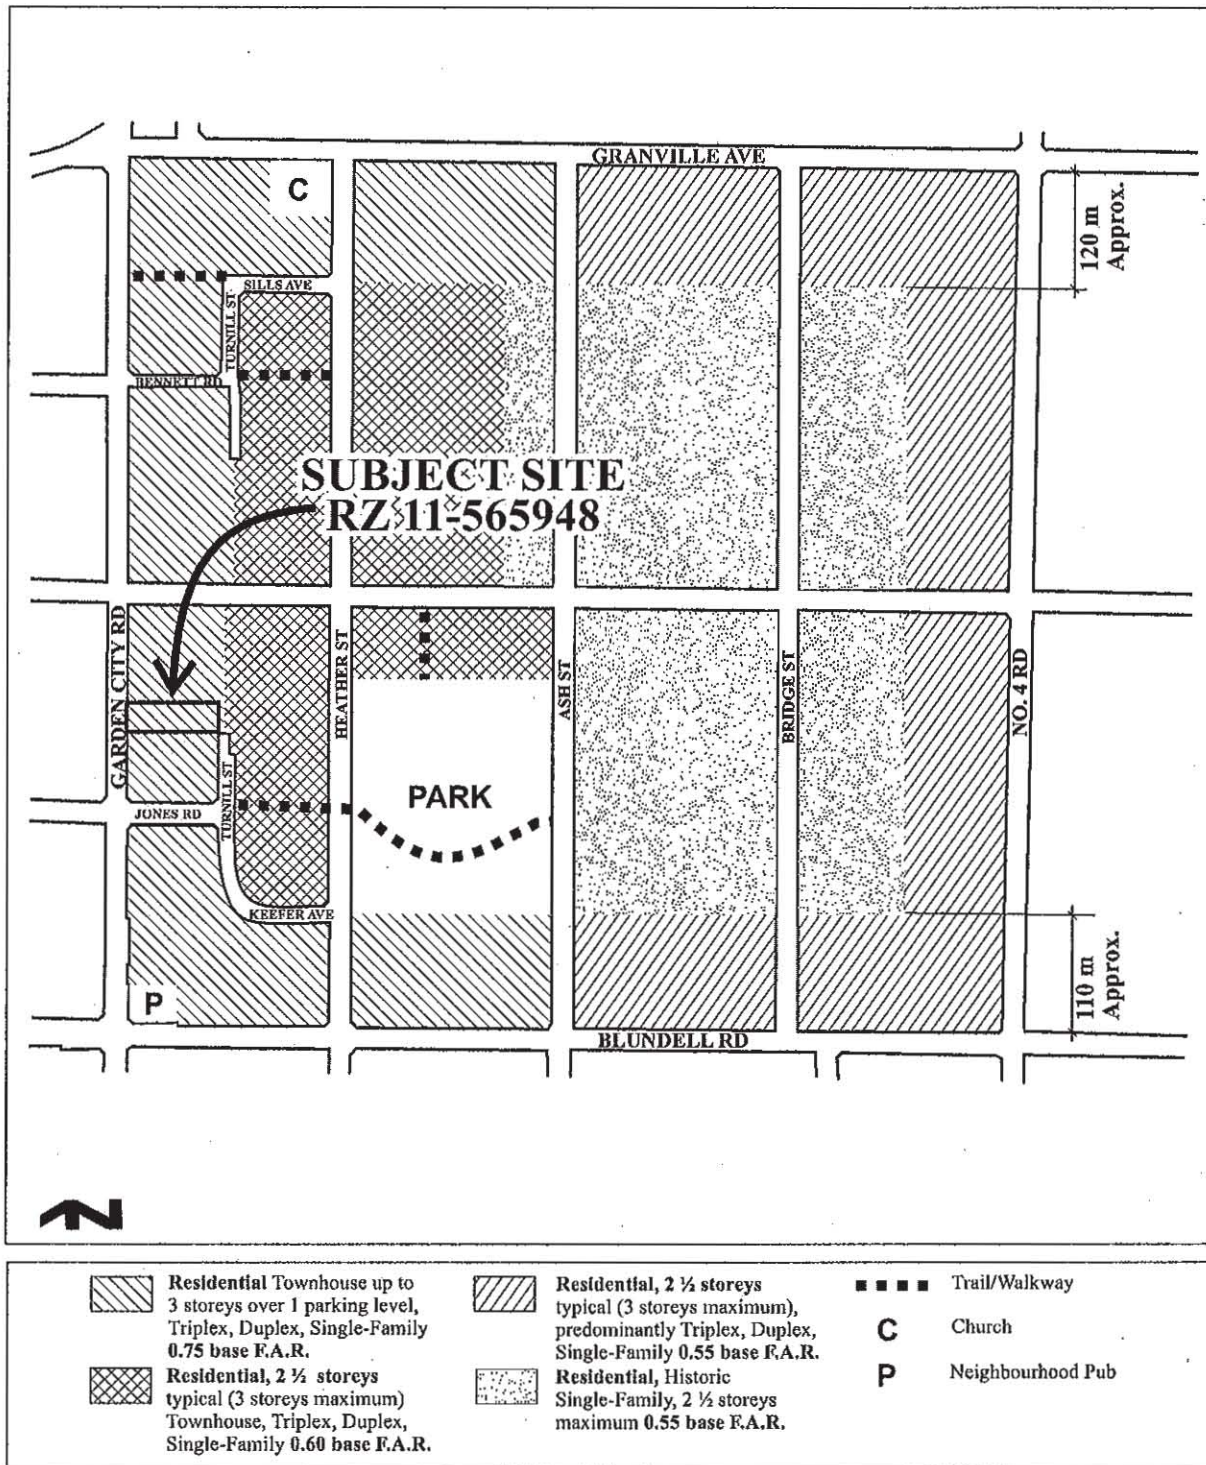 GRANVILLE AVE
C
120 m
Approx.
SILLS AVE
TURNILL ST
BENNETT RD
SUBJECT SITE
RZ 11-565948
GARDEN CITY RD
HEATHER ST
ASH ST
BRIDGE ST
NO. 4 RD
PARK
JONES RD
TURNILL ST
KEEFER AVE
P
110 m
Approx.
BLUNDELL RD
N
Residential Townhouse up to
3 storeys over 1 parking level,
Triplex, Duplex, Single-Family
0.75 base F.A.R.
Residential, 2 ½ storeys
typical (3 storeys maximum)
Townhouse, Triplex, Duplex,
Single-Family 0.60 base F.A.R.
Residential, 2 ½ storeys
typical (3 storeys maximum),
predominantly Triplex, Duplex,
Single-Family 0.55 base F.A.R.
Residential, Historic
Single-Family, 2 ½ storeys
maximum 0.55 base F.A.R.
Trail/Walkway
C Church
P Neighbourhood Pub